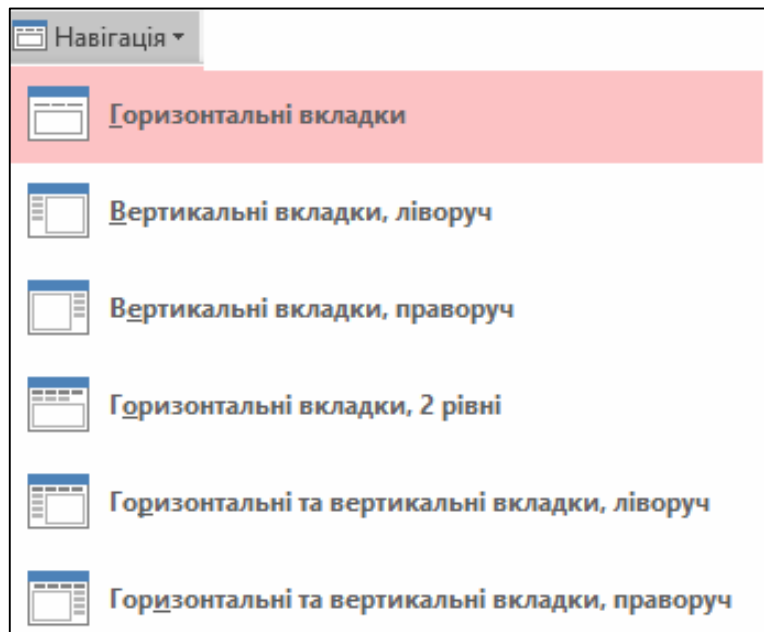 Навігація
Горизонтальні вкладки
Вертикальні вкладки, ліворуч
Вертикальні вкладки, праворуч
Горизонтальні вкладки, 2 рівні
Горизонтальні та вертикальні вкладки, ліворуч
Горизонтальні та вертикальні вкладки, праворуч